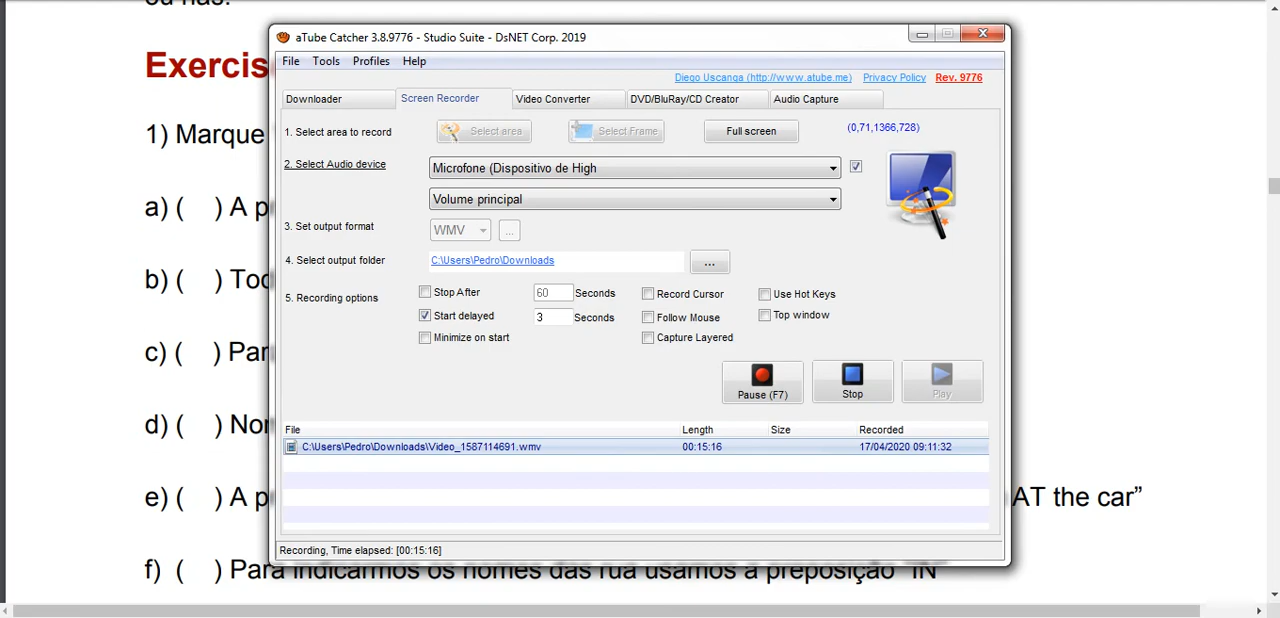 ou nas.
aTube Catcher 3.8.9776 - Studio Suite - DsNET Corp. 2019
File Tools Profiles Help
Exercis
Diego Uscanga (http://www.atube.me) Privacy Policy Rev. 9776
Downloader Screen Recorder Video Converter DVD/BluRay/CD Creator Audio Capture
1) Marque
1. Select area to record Select area Select Frame Full screen (0,71,1366,728)
2. Select Audio device Microfone (Dispositivo de High
Volume principal
a) ( ) A p
3. Set output format WMV ...
4. Select output folder C:\Users\Pedro\Downloads ...
b) ( ) Tod
5. Recording options Stop After 60 Seconds Record Cursor Use Hot Keys
Start delayed 3 Seconds Follow Mouse Top window
Minimize on start Capture Layered
c) ( ) Par
Pause (F7) Stop Play
d) ( ) Nor
File Length Size Recorded
C:\Users\Pedro\Downloads\Video_1587114691.wmv 00:15:16 17/04/2020 09:11:32
e) ( ) A p AT the car”
Recording, Time elapsed: [00:15:16]
f) ( ) Para indicarmos os nomes das rua usamos a preposição “IN”